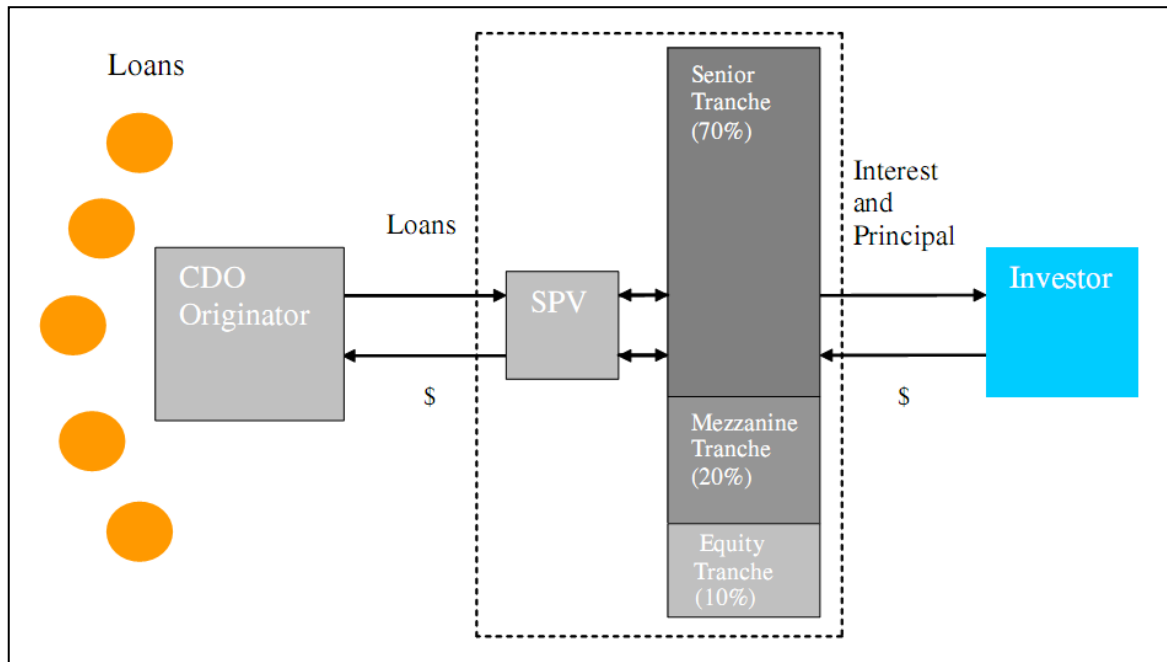 Loans
CDO
Originator
Loans
$
SPV
Senior
Tranche
(70%)
Mezzanine
Tranche
(20%)
Equity
Tranche
(10%)
Interest
and
Principal
$
Investor